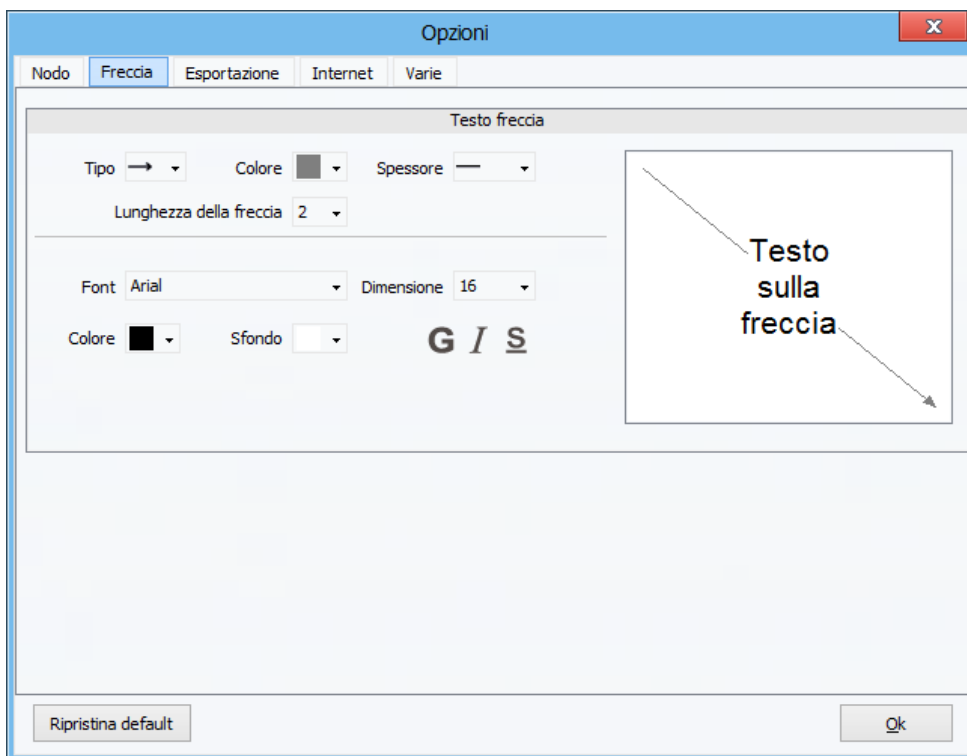 Opzioni
x
Nodo Freccia Esportazione Internet Varie
Testo freccia
Tipo Colore Spessore
Lunghezza della freccia 2
Font Arial Dimensione 16
Colore Sfondo G I S
Testo
sulla
freccia
Ripristina default Ok